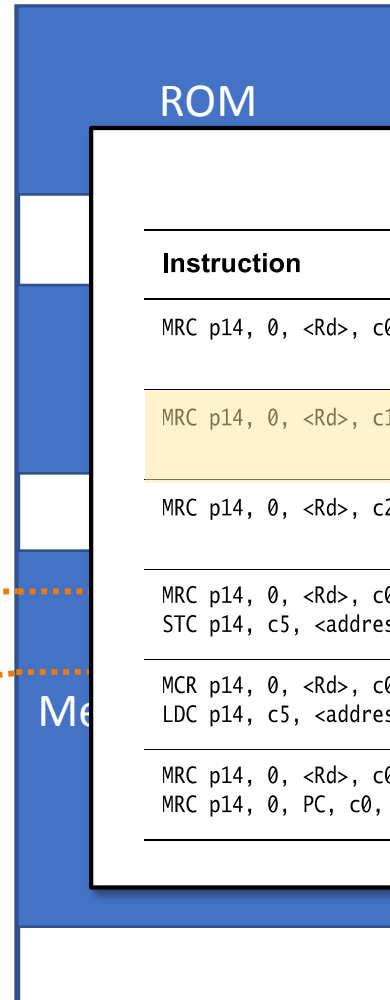 ROM
Instruction
MRC p14, 0, <Rd>, c0
MRC p14, 0, <Rd>, c1
MRC p14, 0, <Rd>, c2
MRC p14, 0, <Rd>, c0
STC p14, c5, <addres
MCR p14, 0, <Rd>, c0
LDC p14, c5, <addres
Me
MRC p14, 0, <Rd>, c0
MRC p14, 0, PC, c0,